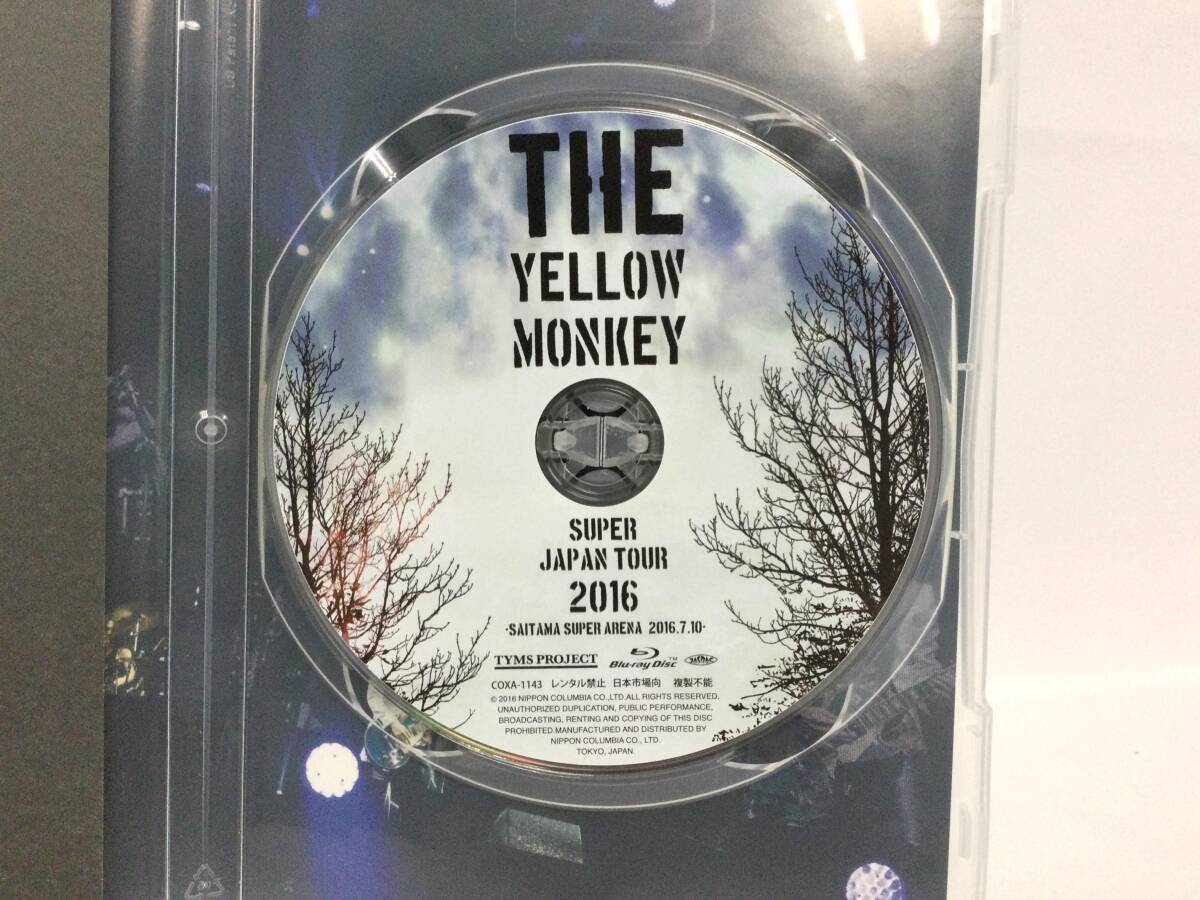 THE
YELLOW
MONKEY
SUPER
JAPAN TOUR
2016
-SAITAMA SUPER ARENA 2016.7.10-
TYMS PROJECT Blu-ray Disc™
COXA-1143 レンタル禁止 日本市場向 複製不能
© 2016 NIPPON COLUMBIA CO.,LTD.ALL RIGHTS RESERVED.
UNAUTHORIZED DUPLICATION, PUBLIC PERFORMANCE,
BROADCASTING, RENTING AND COPYING OF THIS DISC
PROHIBITED.MANUFACTURED AND DISTRIBUTED BY
NIPPON COLUMBIA CO., LTD.
TOKYO, JAPAN.